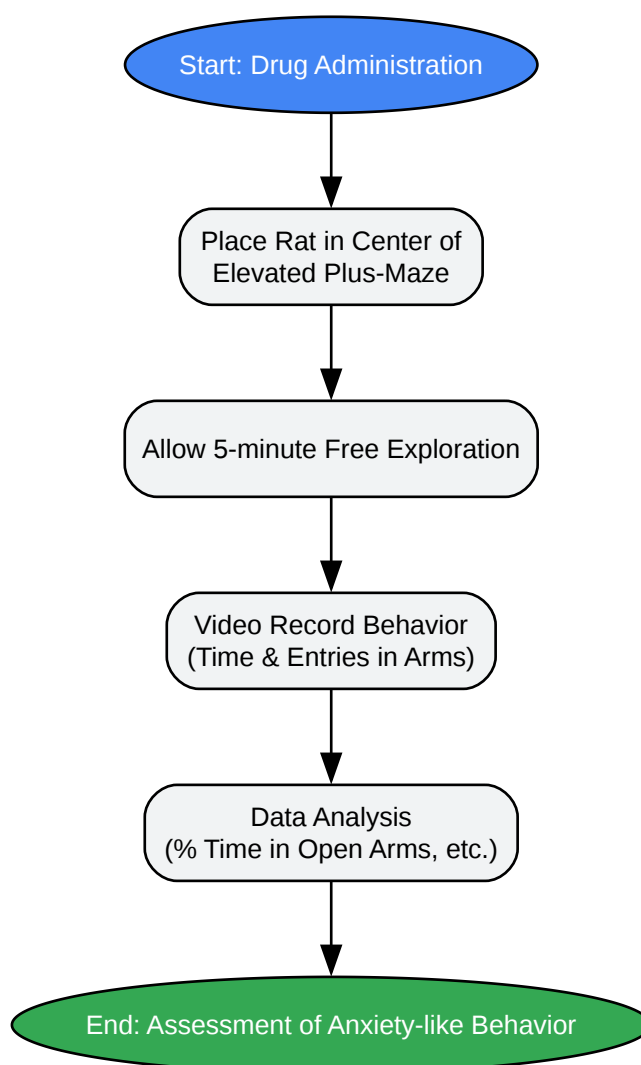 Start: Drug Administration
Place Rat in Center of
Elevated Plus-Maze
Allow 5-minute Free Exploration
Video Record Behavior
(Time & Entries in Arms)
Data Analysis
(% Time in Open Arms, etc.)
End: Assessment of Anxiety-like Behavior